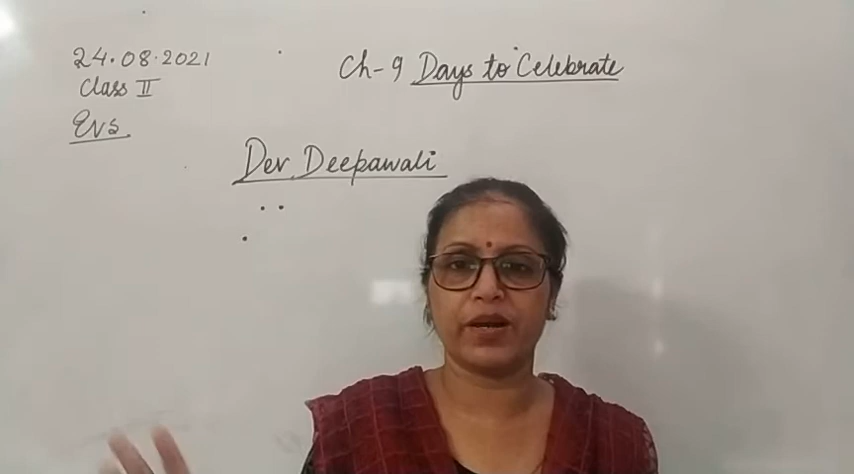 24.08.2021
Ch-9 Days to Celebrate
Class II
Evs.
Dev Deepawali